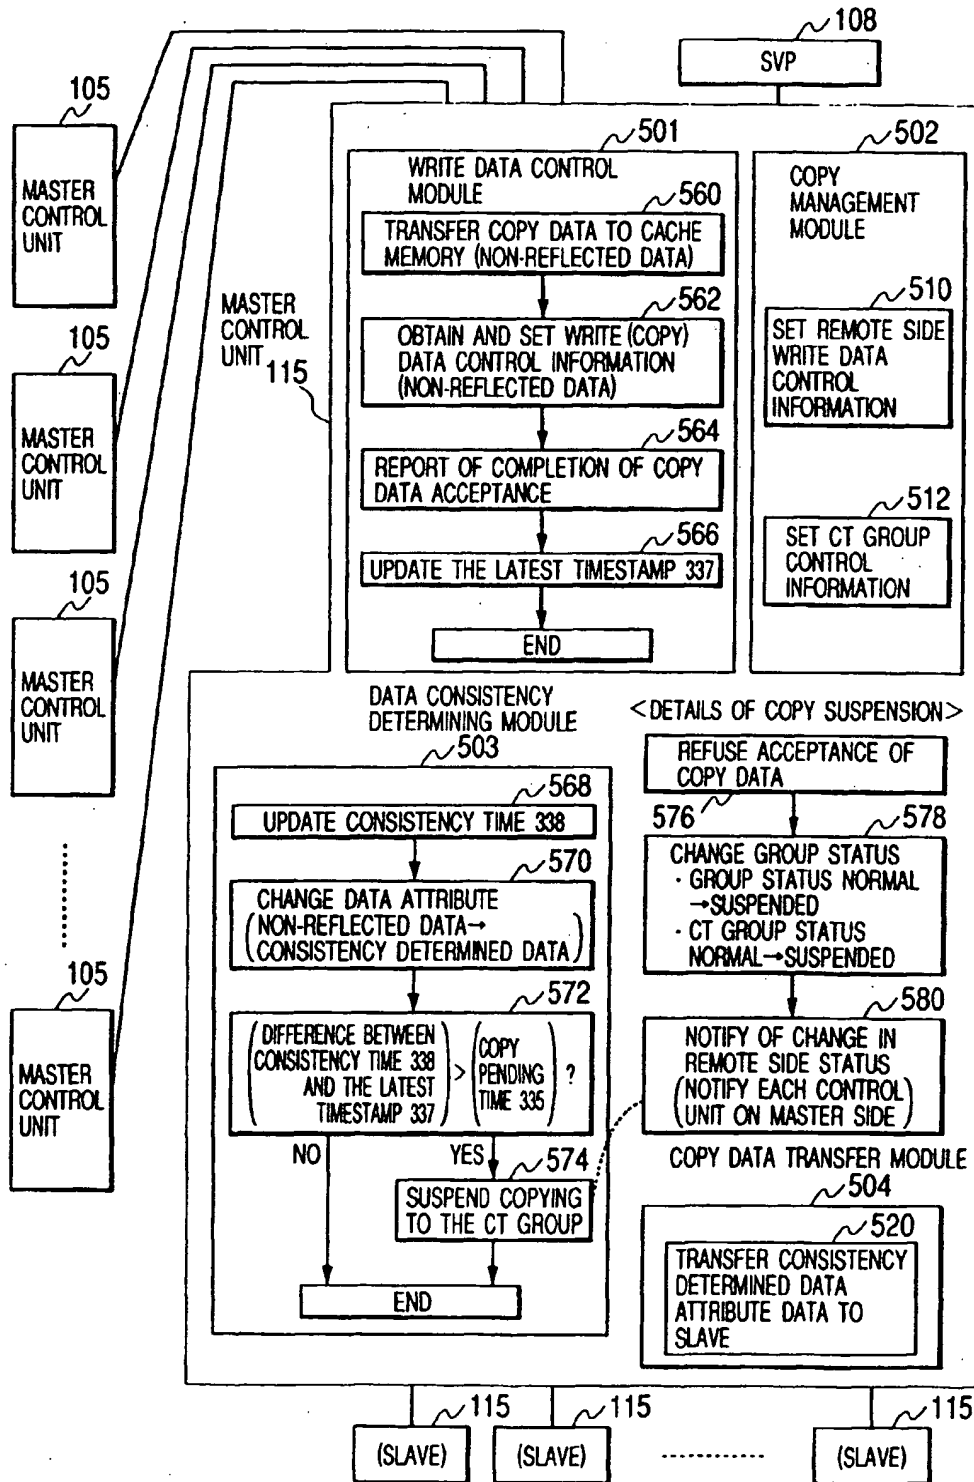 108
SVP
105
MASTER
CONTROL
UNIT
105
MASTER
CONTROL
UNIT
105
MASTER
CONTROL
UNIT
105
MASTER
CONTROL
UNIT
MASTER
CONTROL
UNIT 115
501
WRITE DATA CONTROL
MODULE
560
TRANSFER COPY DATA TO CACHE
MEMORY (NON-REFLECTED DATA)
562
OBTAIN AND SET WRITE (COPY)
DATA CONTROL INFORMATION
(NON-REFLECTED DATA)
564
REPORT OF COMPLETION OF COPY
DATA ACCEPTANCE
566
UPDATE THE LATEST TIMESTAMP 337
END
502
COPY
MANAGEMENT
MODULE
510
SET REMOTE SIDE
WRITE DATA
CONTROL
INFORMATION
512
SET CT GROUP
CONTROL
INFORMATION
DATA CONSISTENCY
DETERMINING MODULE
503
568
UPDATE CONSISTENCY TIME 338
570
CHANGE DATA ATTRIBUTE
(NON-REFLECTED DATA→
CONSISTENCY DETERMINED DATA)
572
(DIFFERENCE BETWEEN
CONSISTENCY TIME 338
AND THE LATEST
TIMESTAMP 337) > (COPY
PENDING
TIME 335) ?
NO
YES
574
SUSPEND COPYING
TO THE CT GROUP
END
<DETAILS OF COPY SUSPENSION>
REFUSE ACCEPTANCE OF
COPY DATA
576
578
CHANGE GROUP STATUS
· GROUP STATUS NORMAL
→SUSPENDED
· CT GROUP STATUS
NORMAL→SUSPENDED
580
NOTIFY OF CHANGE IN
REMOTE SIDE STATUS
(NOTIFY EACH CONTROL
UNIT ON MASTER SIDE)
COPY DATA TRANSFER MODULE
504
520
TRANSFER CONSISTENCY
DETERMINED DATA
ATTRIBUTE DATA TO
SLAVE
115
(SLAVE)
115
(SLAVE)
115
(SLAVE)